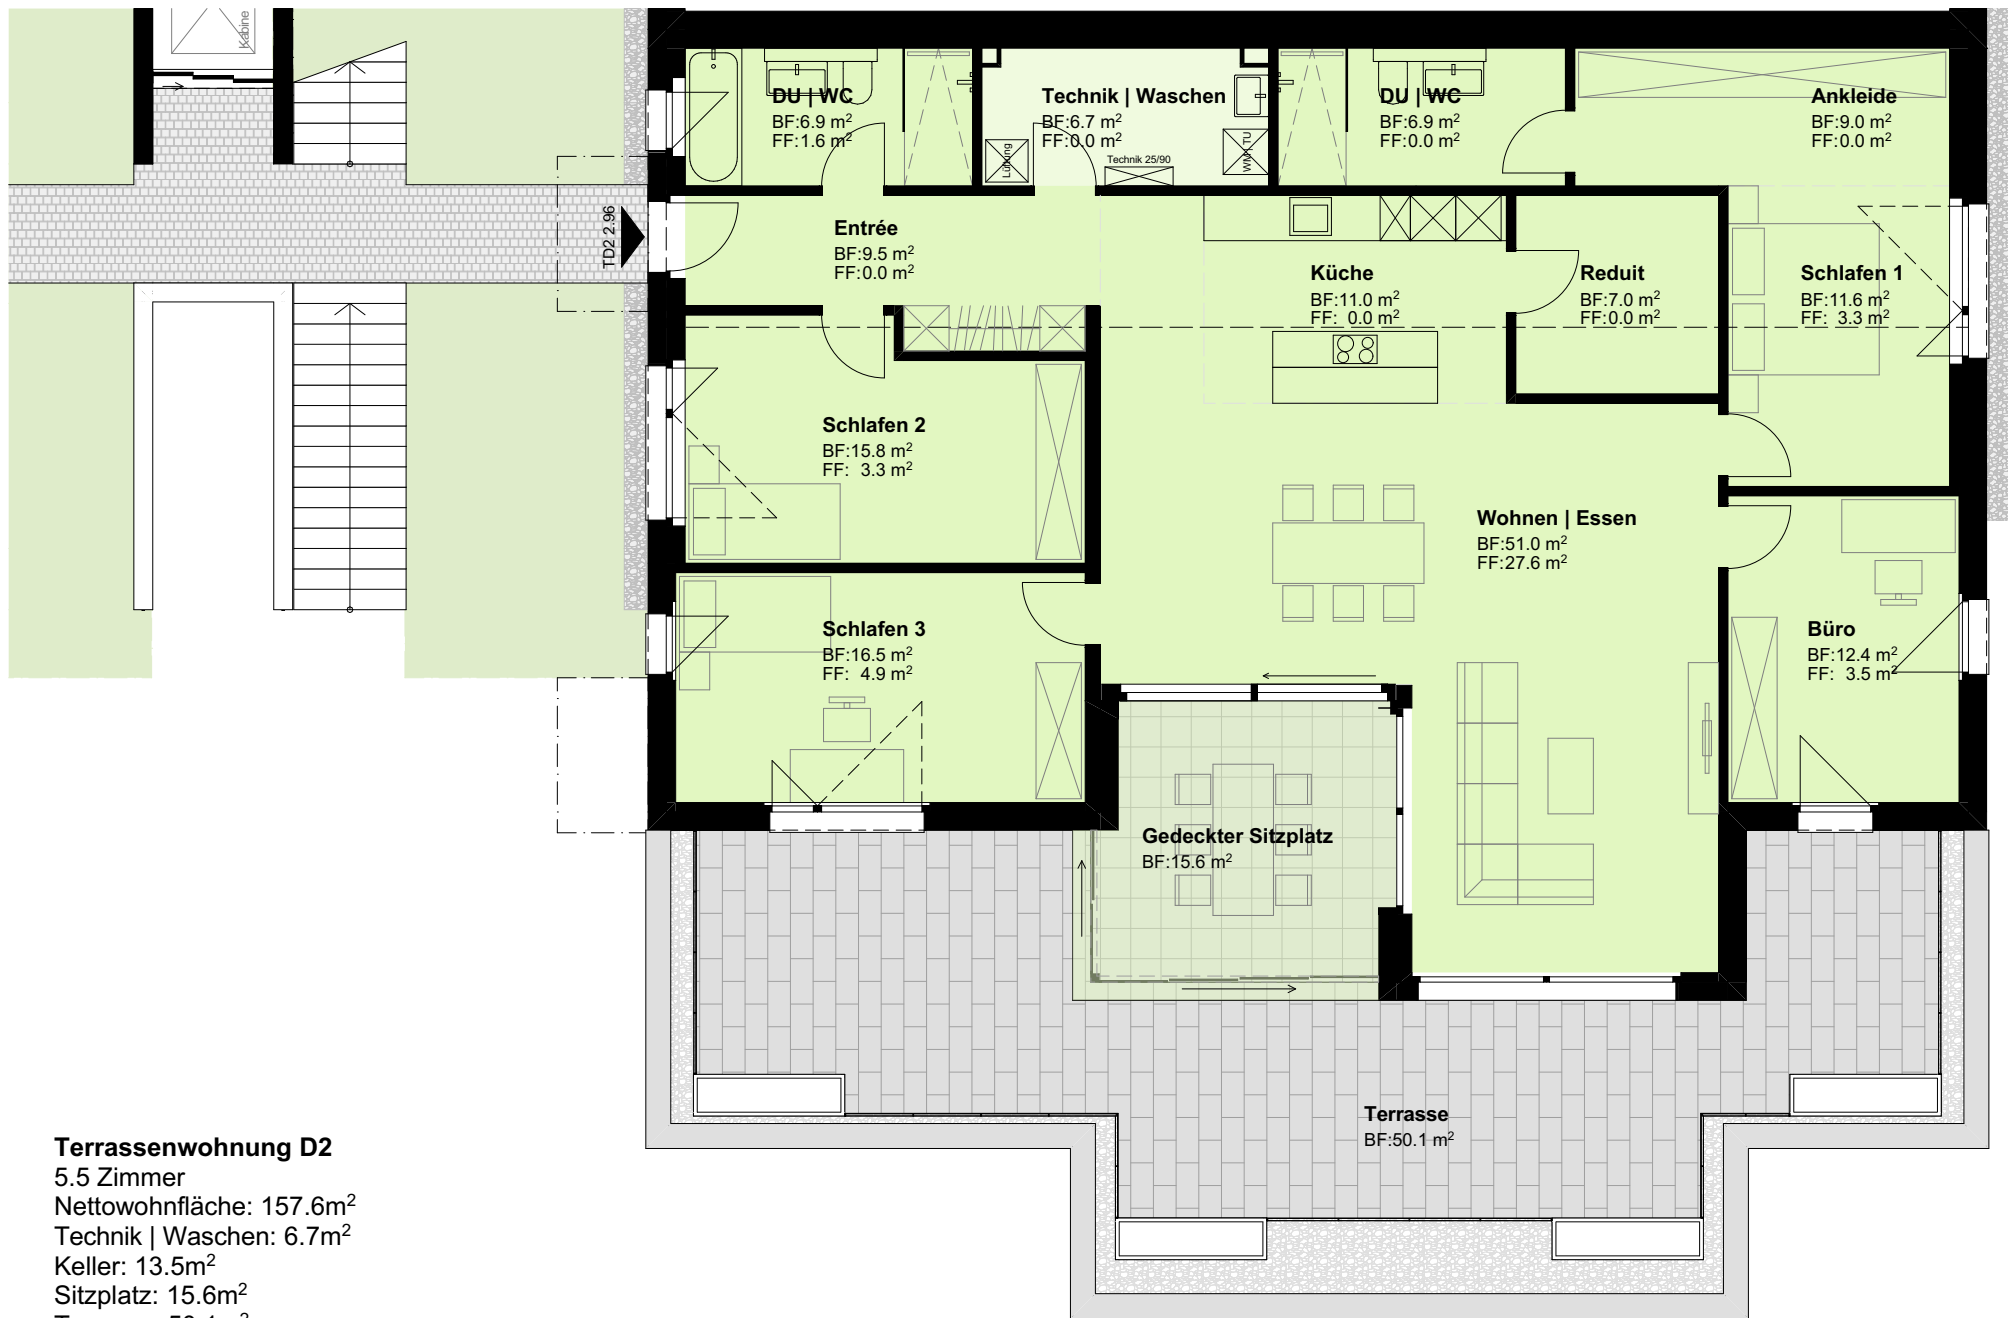 Kabine
DU | WC
BF:6.9 m²
FF:1.6 m²
Technik | Waschen
BF:6.7 m²
FF:0.0 m²
Lüftung
Technik 25/90
WM | TU
DU | WC
BF:6.9 m²
FF:0.0 m²
Ankleide
BF:9.0 m²
FF:0.0 m²
TD2 2.96
Entrée
BF:9.5 m²
FF:0.0 m²
Küche
BF:11.0 m²
FF: 0.0 m²
Reduit
BF:7.0 m²
FF:0.0 m²
Schlafen 1
BF:11.6 m²
FF: 3.3 m²
Schlafen 2
BF:15.8 m²
FF: 3.3 m²
Wohnen | Essen
BF:51.0 m²
FF:27.6 m²
Schlafen 3
BF:16.5 m²
FF: 4.9 m²
Büro
BF:12.4 m²
FF: 3.5 m²
Gedeckter Sitzplatz
BF:15.6 m²
Terrasse
BF:50.1 m²
Terrassenwohnung D2
5.5 Zimmer
Nettowohnfläche: 157.6m²
Technik | Waschen: 6.7m²
Keller: 13.5m²
Sitzplatz: 15.6m²